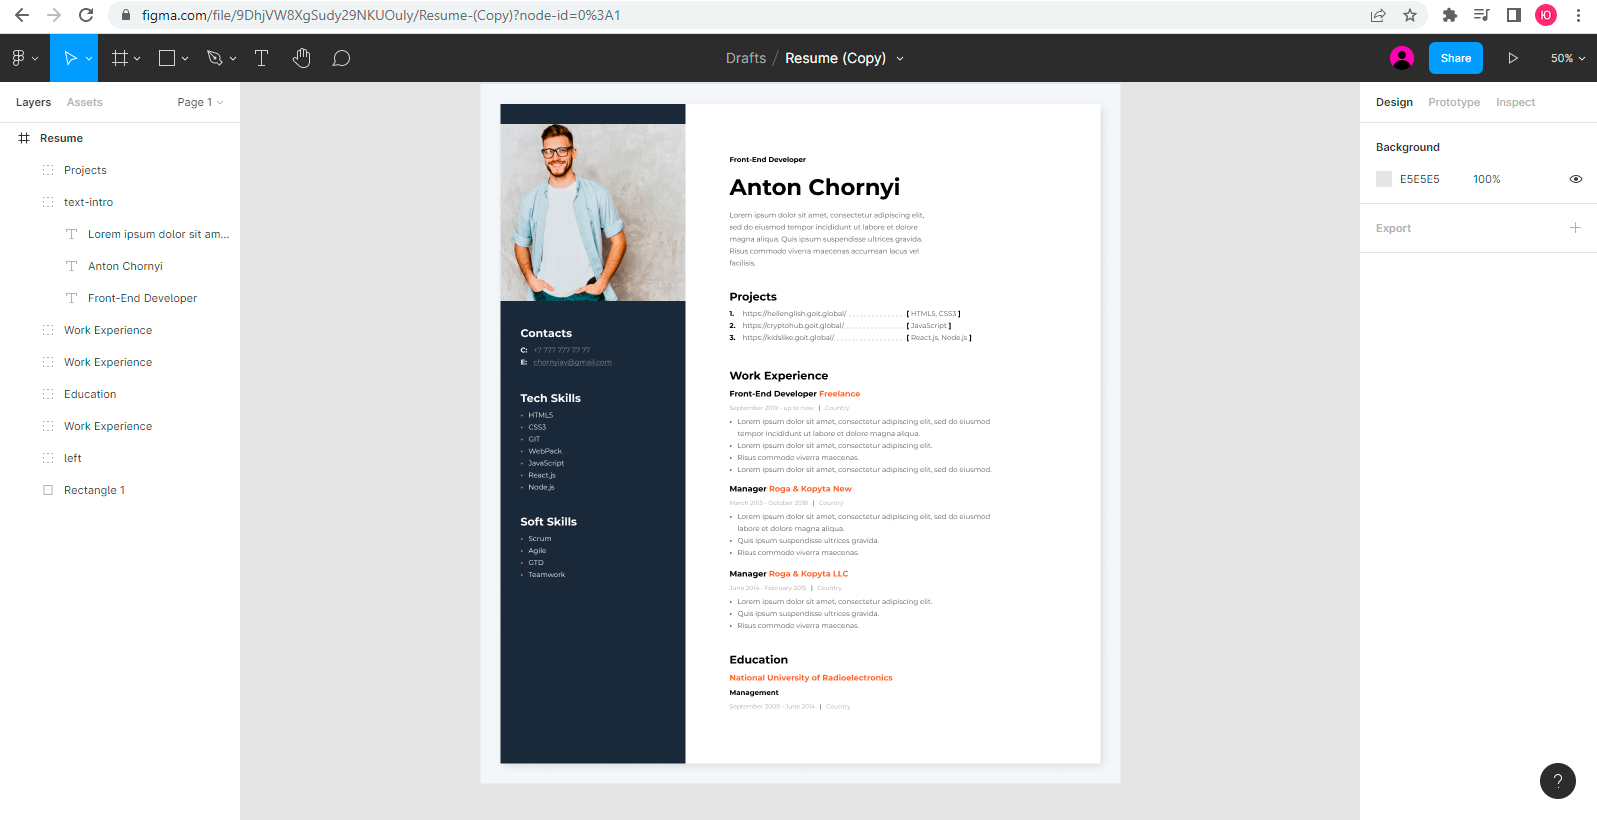 figma.com/file/9DhjVW8XgSudy29NKUOuly/Resume-(Copy)?node-id=0%3A1
Ю
Drafts / Resume (Copy)
Share
50%
Layers
Assets
Page 1
Resume
Projects
text-intro
Lorem ipsum dolor sit am...
Anton Chornyi
Front-End Developer
Work Experience
Work Experience
Education
Work Experience
left
Rectangle 1
Contacts
C: +7 777 777 77 77
E: chornyiav@gmail.com
Tech Skills
• HTML5
• CSS3
• GIT
• WebPack
• JavaScript
• React.js
• Node.js
Soft Skills
• Scrum
• Agile
• GTD
• Teamwork
Front-End Developer
Anton Chornyi
Lorem ipsum dolor sit amet, consectetur adipiscing elit,
sed do eiusmod tempor incididunt ut labore et dolore
magna aliqua. Quis ipsum suspendisse ultrices gravida.
Risus commodo viverra maecenas accumsan lacus vel
facilisis.
Projects
1. https://hellenglish.goit.global/ [ HTML5, CSS3 ]
2. https://cryptohub.goit.global/ [ JavaScript ]
3. https://kidslike.goit.global/ [ React.js, Node.js ]
Work Experience
Front-End Developer Freelance
September 2019 - up to now | Country
• Lorem ipsum dolor sit amet, consectetur adipiscing elit, sed do eiusmod
tempor incididunt ut labore et dolore magna aliqua.
• Lorem ipsum dolor sit amet, consectetur adipiscing elit.
• Risus commodo viverra maecenas.
• Lorem ipsum dolor sit amet, consectetur adipiscing elit, sed do eiusmod.
Manager Roga & Kopyta New
March 2015 - October 2018 | Country
• Lorem ipsum dolor sit amet, consectetur adipiscing elit, sed do eiusmod
labore et dolore magna aliqua.
• Quis ipsum suspendisse ultrices gravida.
• Risus commodo viverra maecenas.
Manager Roga & Kopyta LLC
June 2014 - February 2015 | Country
• Lorem ipsum dolor sit amet, consectetur adipiscing elit.
• Quis ipsum suspendisse ultrices gravida.
• Risus commodo viverra maecenas.
Education
National University of Radioelectronics
Management
September 2009 - June 2014 | Country
Design
Prototype
Inspect
Background
E5E5E5
100%
Export
?